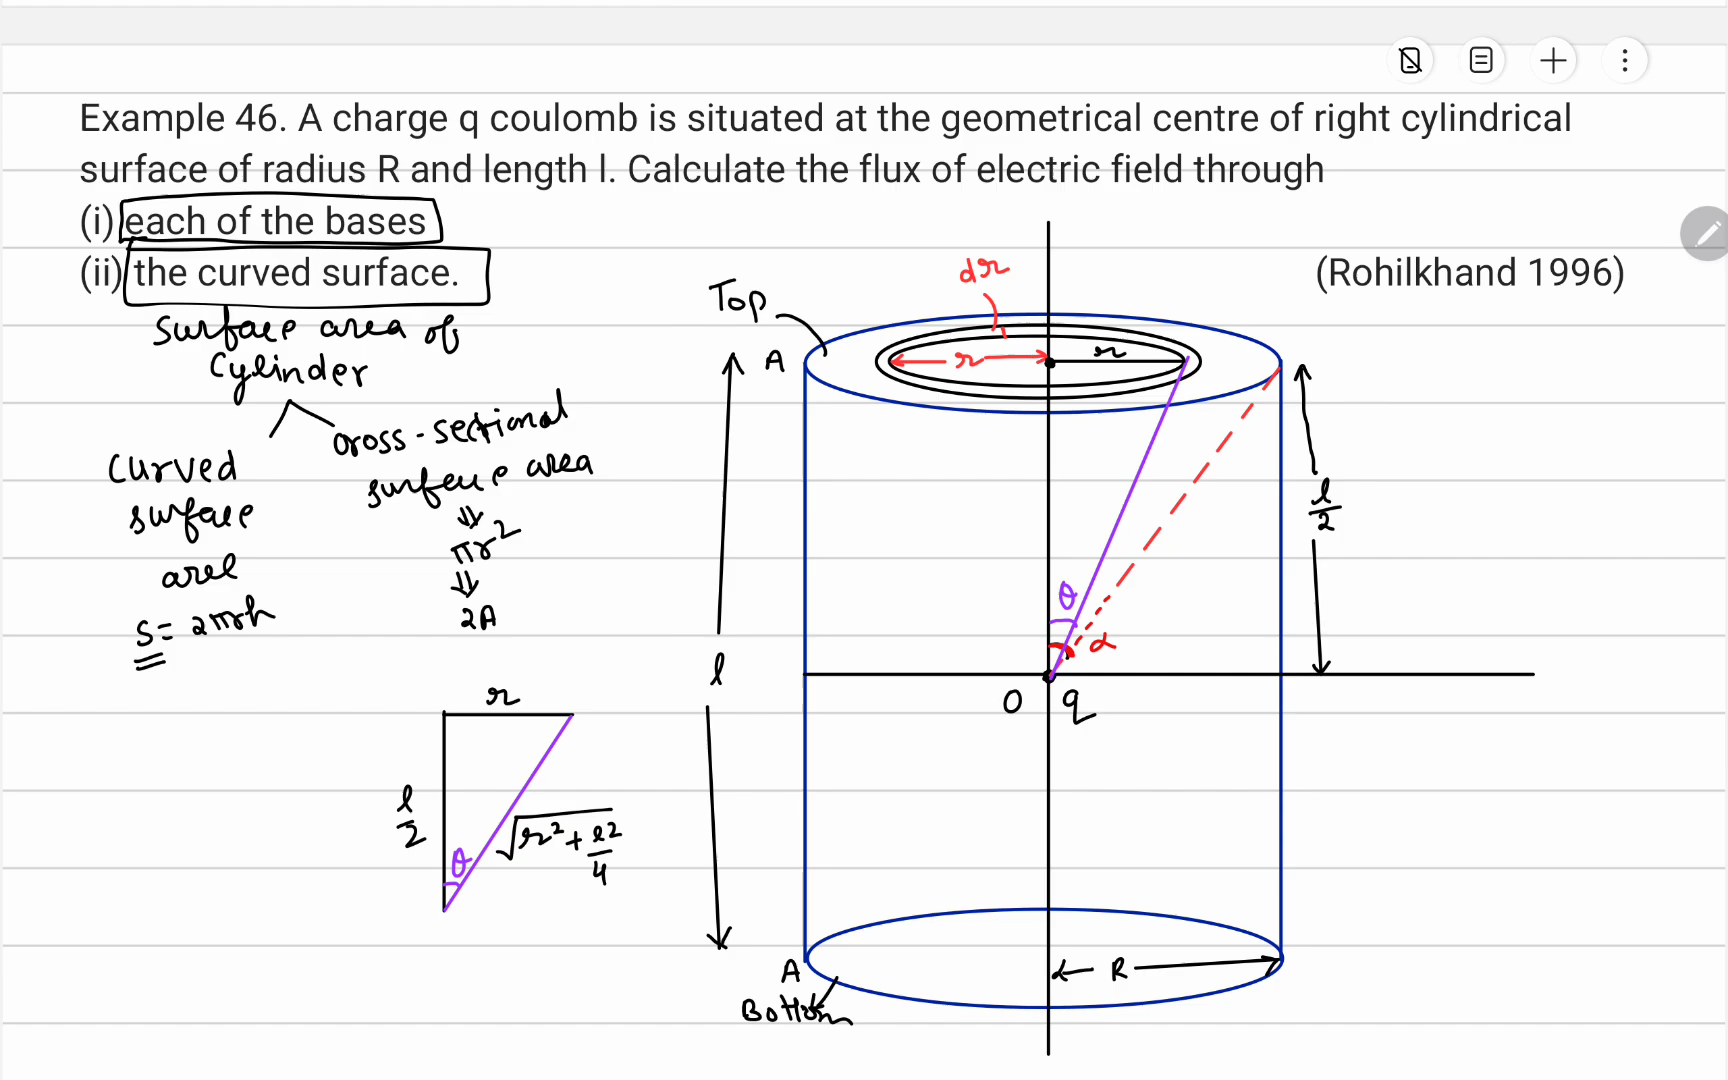 Example 46. A charge q coulomb is situated at the geometrical centre of right cylindrical
surface of radius R and length l. Calculate the flux of electric field through
(i) each of the bases
(ii) the curved surface.
(Rohilkhand 1996)
Surface area of
Cylinder
Curved
surface
area
S = 2πrh
cross-sectional
surface area
⇓
πr²
⇓
2A
r
l/2
θ
√(r² + l²/4)
Top
A
dr
r
r
l
l/2
θ
α
O
q
A
Bottom
R